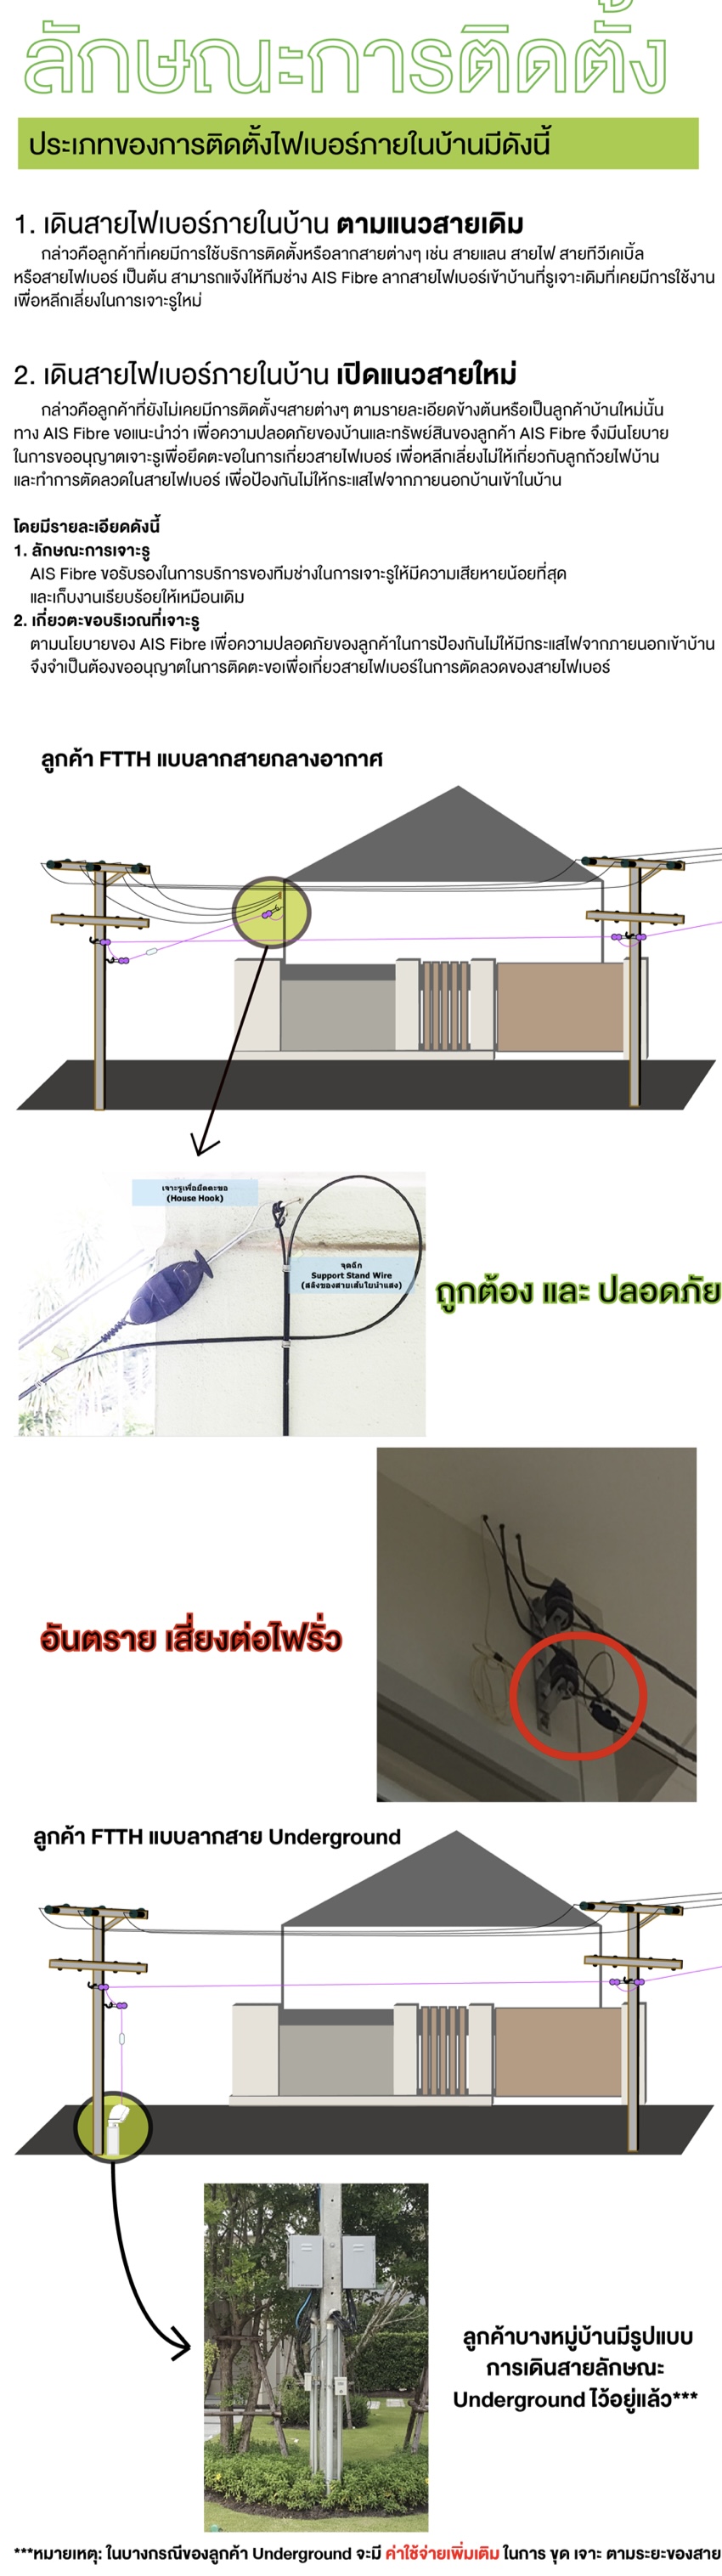 ลักษณะการติดตั้ง
ประเภทของการติดตั้งไฟเบอร์ภายในบ้านมีดังนี้
1. เดินสายไฟเบอร์ภายในบ้าน ตามแนวสายเดิม
กล่าวคือลูกค้าที่เคยมีการใช้บริการติดตั้งหรือลากสายต่างๆ เช่น สายแลน สายไฟ สายทีวีเคเบิ้ล
หรือสายไฟเบอร์ เป็นต้น สามารถแจ้งให้ทีมช่าง AIS Fibre ลากสายไฟเบอร์เข้าบ้านที่รูเจาะเดิมที่เคยมีการใช้งาน
เพื่อหลีกเลี่ยงในการเจาะรูใหม่
2. เดินสายไฟเบอร์ภายในบ้าน เปิดแนวสายใหม่
กล่าวคือลูกค้าที่ยังไม่เคยมีการติดตั้งฯสายต่างๆ ตามรายละเอียดข้างต้นหรือเป็นลูกค้าบ้านใหม่นั้น
ทาง AIS Fibre ขอแนะนำว่า เพื่อความปลอดภัยของบ้านและทรัพย์สินของลูกค้า AIS Fibre จึงมีนโยบาย
ในการขออนุญาตเจาะรูเพื่อยึดตะขอในการเกี่ยวสายไฟเบอร์ เพื่อหลีกเลี่ยงไม่ให้เกี่ยวกับลูกถ้วยไฟบ้าน
และทำการตัดลวดในสายไฟเบอร์ เพื่อป้องกันไม่ให้กระแสไฟจากภายนอกบ้านเข้าในบ้าน
โดยมีรายละเอียดดังนี้
1. ลักษณะการเจาะรู
AIS Fibre ขอรับรองในการบริการของทีมช่างในการเจาะรูให้มีความเสียหายน้อยที่สุด
และเก็บงานเรียบร้อยให้เหมือนเดิม
2. เกี่ยวตะขอบริเวณที่เจาะรู
ตามนโยบายของ AIS Fibre เพื่อความปลอดภัยของลูกค้าในการป้องกันไม่ให้มีกระแสไฟจากภายนอกเข้าบ้าน
จึงจำเป็นต้องขออนุญาตในการติดตะขอเพื่อเกี่ยวสายไฟเบอร์ในการตัดลวดของสายไฟเบอร์
ลูกค้า FTTH แบบลากสายกลางอากาศ
เจาะรูเพื่อยึดตะขอ
(House Hook)
จุดฉีก
Support Stand Wire
(สลิงของสายเส้นใยนำแสง)
ถูกต้อง และ ปลอดภัย
อันตราย เสี่ยงต่อไฟรั่ว
ลูกค้า FTTH แบบลากสาย Underground
ลูกค้าบางหมู่บ้านมีรูปแบบ
การเดินสายลักษณะ
Underground ไว้อยู่แล้ว***
***หมายเหตุ: ในบางกรณีของลูกค้า Underground จะมี ค่าใช้จ่ายเพิ่มเติม ในการ ขุด เจาะ ตามระยะของสาย